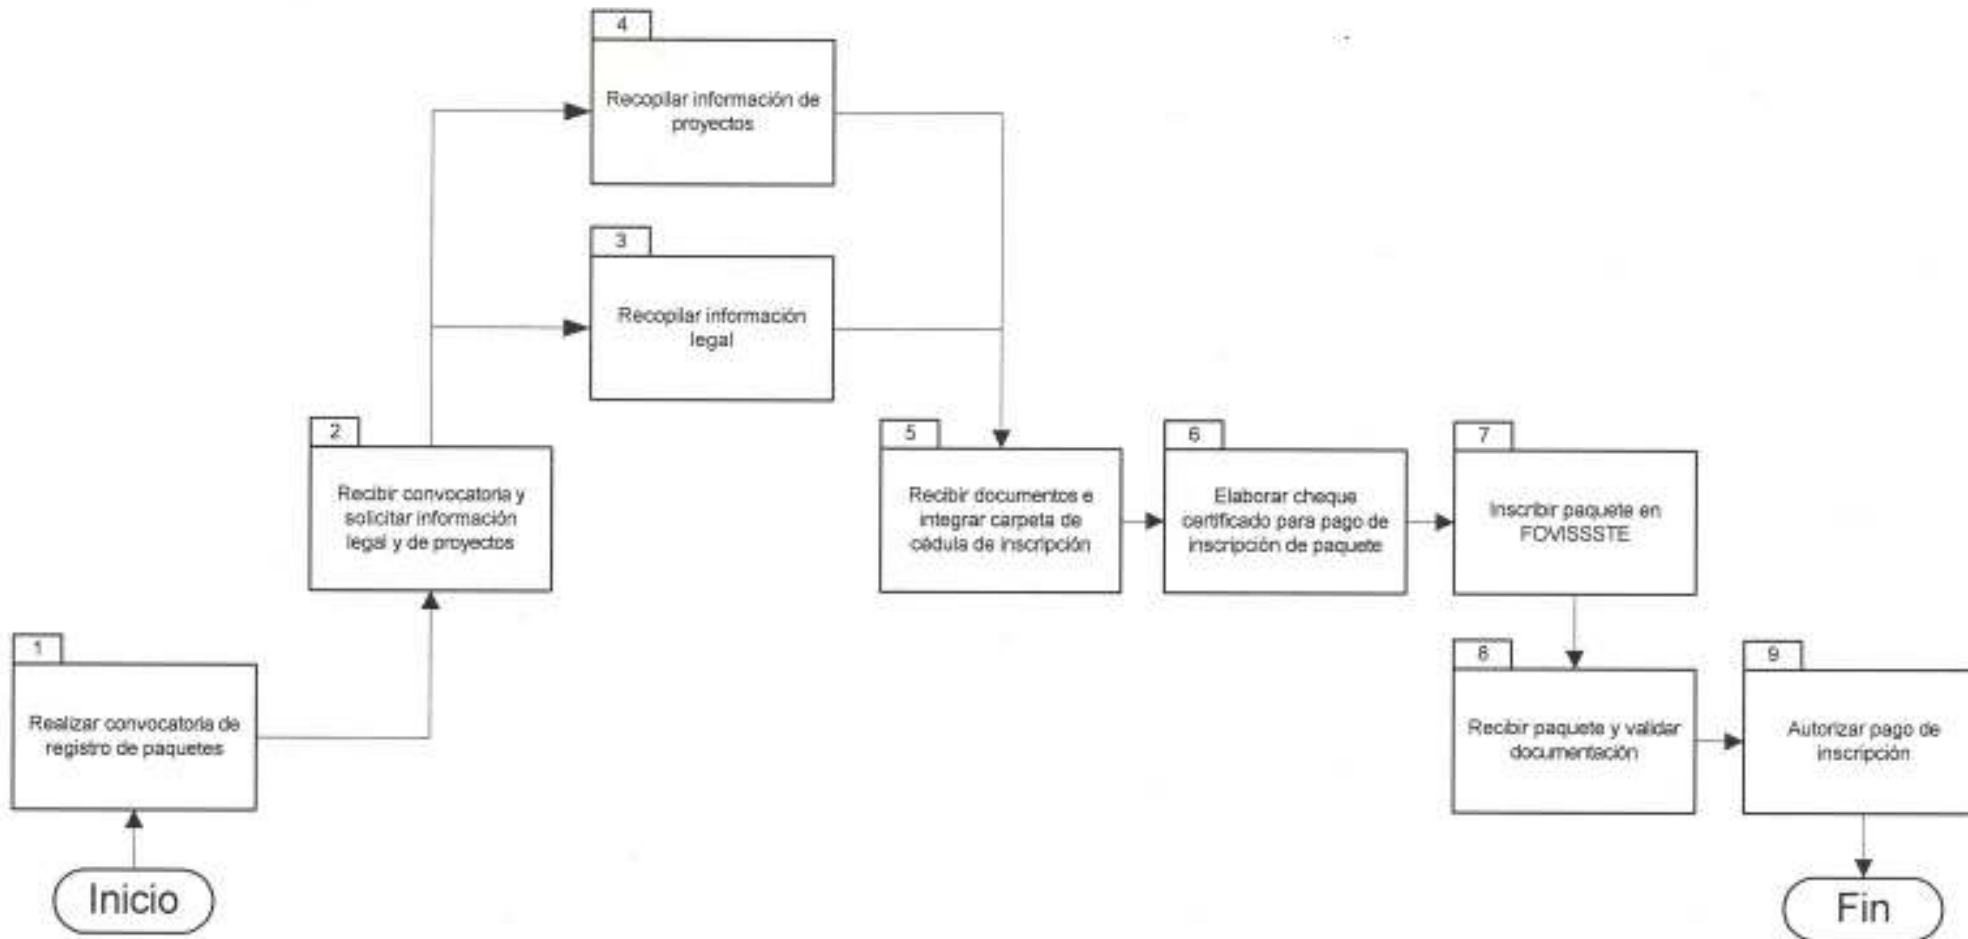 4
Recopilar información de
proyectos
3
Recopilar información
legal
2
Recibir convocatoria y
solicitar información
legal y de proyectos
5
Recibir documentos e
integrar carpeta de
cédula de inscripción
6
Elaborar cheque
certificado para pago de
inscripción de paquete
7
Inscribir paquete en
FOVISSSTE
1
Realizar convocatoria de
registro de paquetes
8
Recibir paquete y validar
documentación
9
Autorizar pago de
inscripción
Inicio
Fin